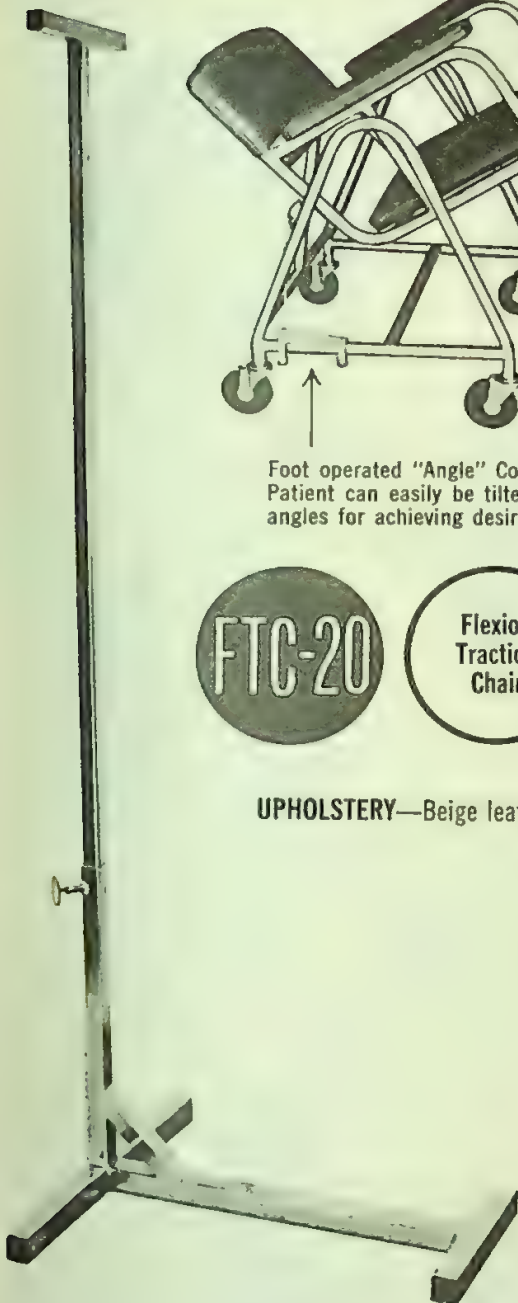 Foot operated "Angle" Co
Patient can easily be tilte
angles for achieving desir
FTC-20
Flexio
Tractio
Chair
UPHOLSTERY—Beige lea